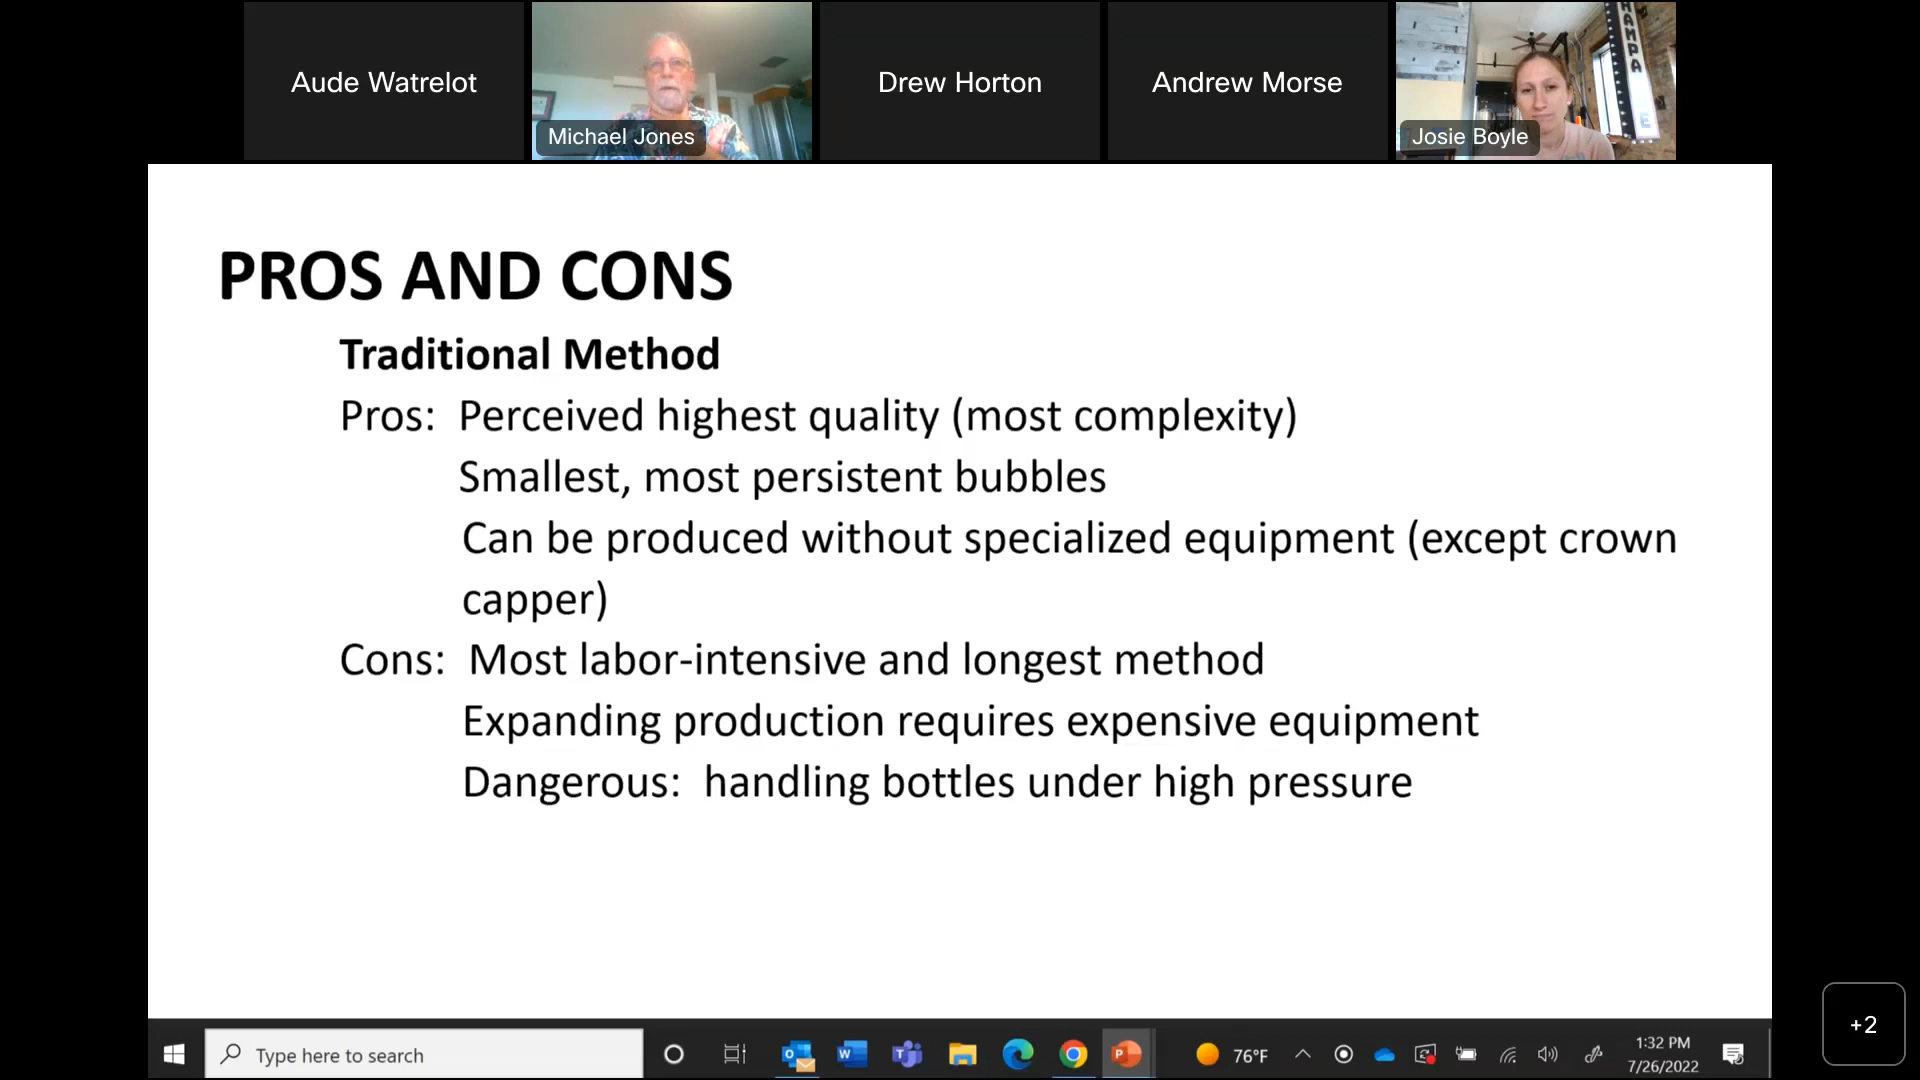 Aude Watrelot
Michael Jones
Drew Horton
Andrew Morse
Josie Boyle
HAMPA
E
PROS AND CONS
Traditional Method
Pros: Perceived highest quality (most complexity)
Smallest, most persistent bubbles
Can be produced without specialized equipment (except crown
capper)
Cons: Most labor-intensive and longest method
Expanding production requires expensive equipment
Dangerous: handling bottles under high pressure
+2
Type here to search
76°F
1:32 PM
7/26/2022